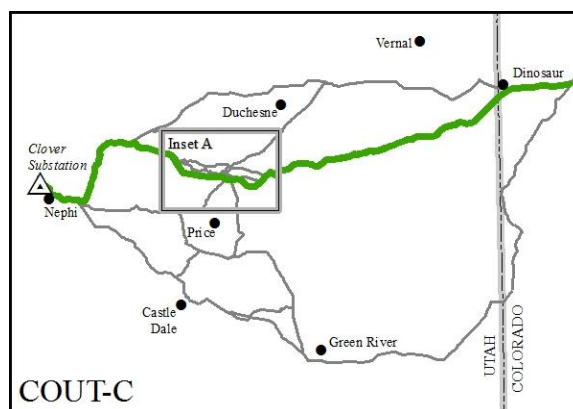 Vernal
Dinosaur
Duchesne
Inset A
Clover
Substation
Nephi
Price
Castle
Dale
Green River
UTAH
COLORADO
COUT-C